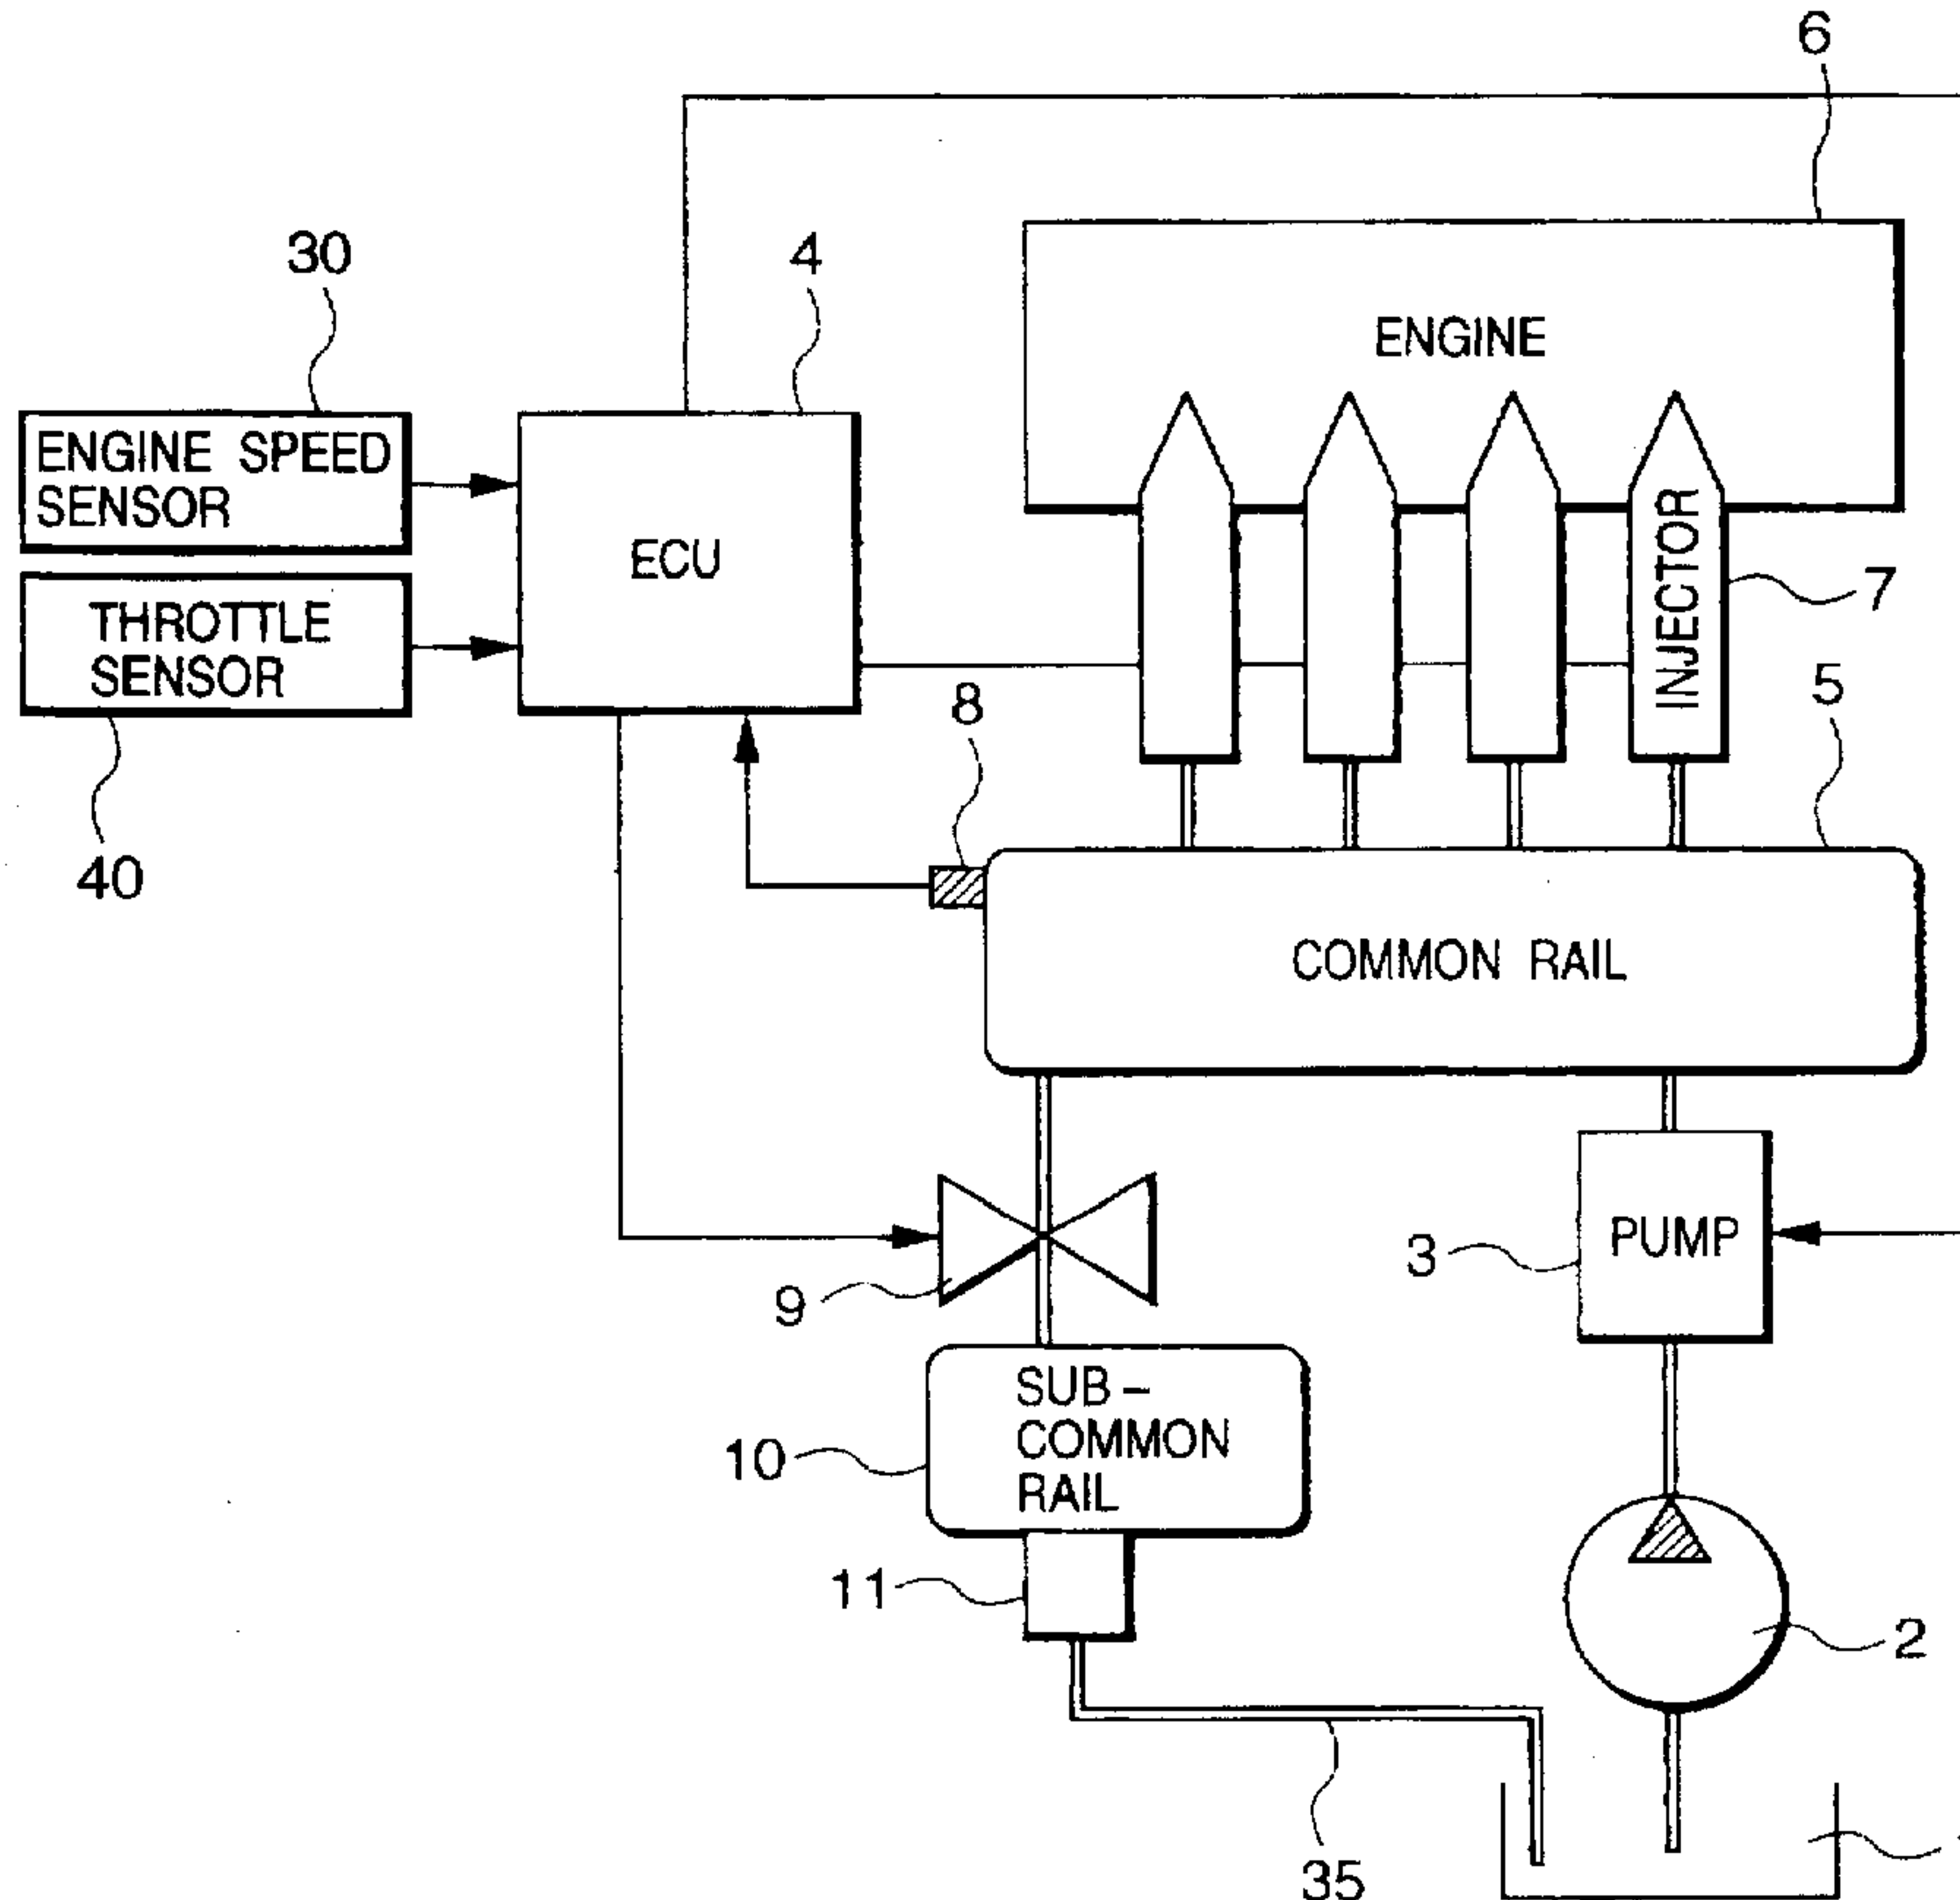 6
30
4
ENGINE
ENGINE SPEED
SENSOR
ECU
INJECTOR
7
THROTTLE
SENSOR
8
5
40
COMMON RAIL
3
PUMP
9
SUB-
COMMON
RAIL
10
11
2
35